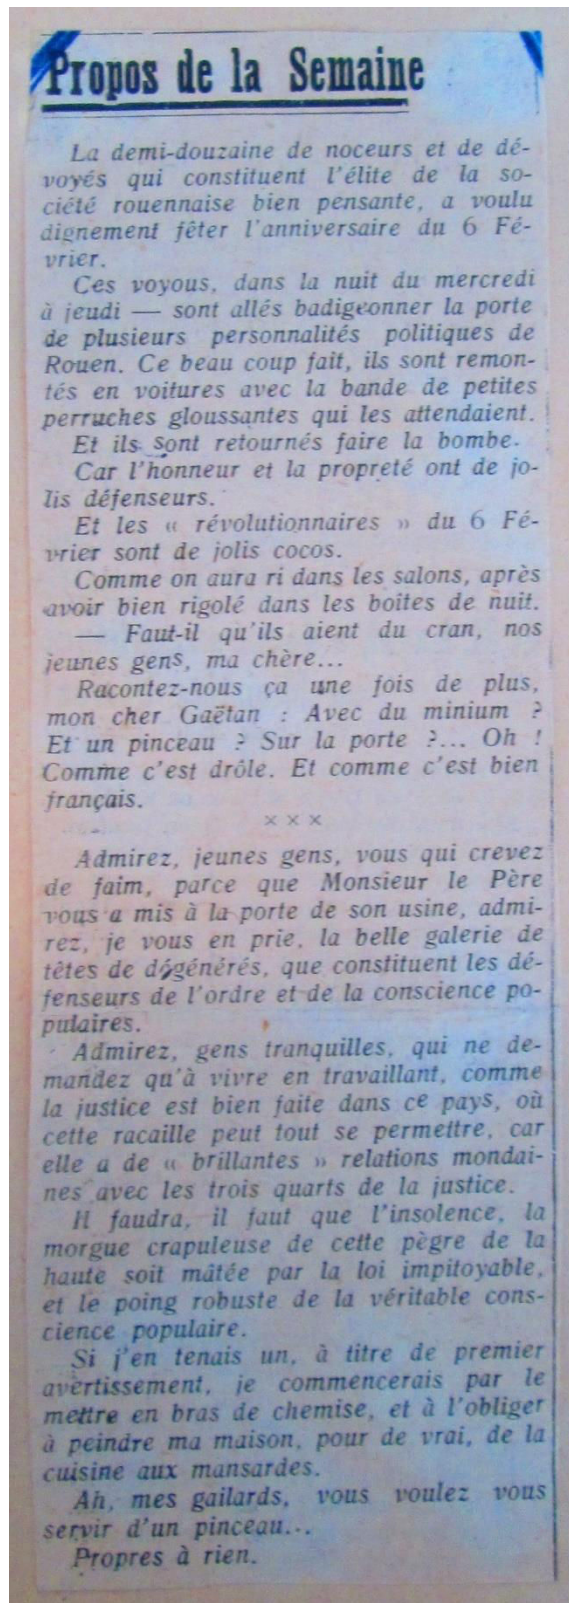 Propos de la Semaine
La demi-douzaine de noceurs et de dé-
voyés qui constituent l'élite de la so-
ciété rouennaise bien pensante, a voulu
dignement fêter l'anniversaire du 6 Fé-
vrier.
Ces voyous, dans la nuit du mercredi
à jeudi — sont allés badigeonner la porte
de plusieurs personnalités politiques de
Rouen. Ce beau coup fait, ils sont remon-
tés en voitures avec la bande de petites
perruches gloussantes qui les attendaient.
Et ils sont retournés faire la bombe.
Car l'honneur et la propreté ont de jo-
lis défenseurs.
Et les « révolutionnaires » du 6 Fé-
vrier sont de jolis cocos.
Comme on aura ri dans les salons, après
avoir bien rigolé dans les boîtes de nuit.
— Faut-il qu'ils aient du cran, nos
jeunes gens, ma chère...
Racontez-nous ça une fois de plus,
mon cher Gaëtan : Avec du minium ?
Et un pinceau ? Sur la porte ?... Oh !
Comme c'est drôle. Et comme c'est bien
français.
× × ×
Admirez, jeunes gens, vous qui crevez
de faim, parce que Monsieur le Père
vous a mis à la porte de son usine, admi-
rez, je vous en prie, la belle galerie de
têtes de dégénérés, que constituent les dé-
fenseurs de l'ordre et de la conscience po-
pulaires.
Admirez, gens tranquilles, qui ne de-
mandez qu'à vivre en travaillant, comme
la justice est bien faite dans ce pays, où
cette racaille peut tout se permettre, car
elle a de « brillantes » relations mondai-
nes avec les trois quarts de la justice.
Il faudra, il faut que l'insolence, la
morgue crapuleuse de cette pègre de la
haute soit mâtée par la loi impitoyable,
et le poing robuste de la véritable cons-
cience populaire.
Si j'en tenais un, à titre de premier
avertissement, je commencerais par le
mettre en bras de chemise, et à l'obliger
à peindre ma maison, pour de vrai, de la
cuisine aux mansardes.
Ah, mes gailards, vous voulez vous
servir d'un pinceau...
Propres à rien.